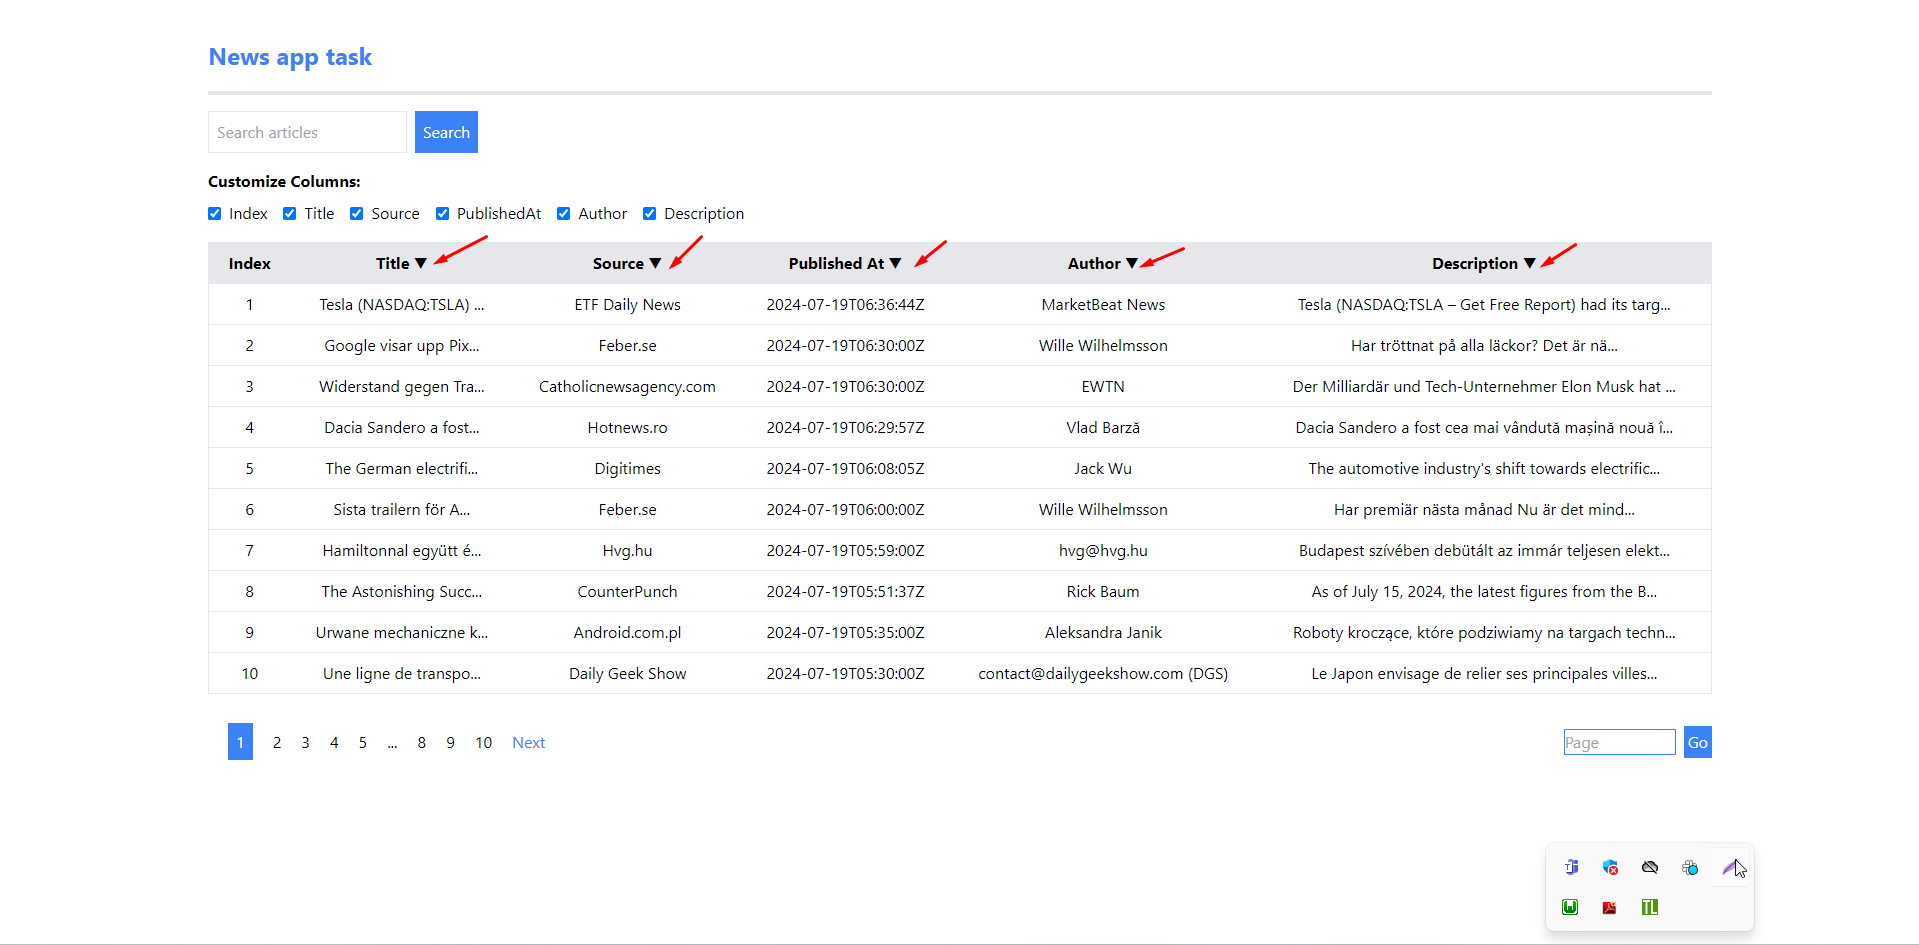 News app task
Search articles Search
Customize Columns:
Index Title Source PublishedAt Author Description
Index Title ▼ Source ▼ Published At ▼ Author ▼ Description ▼
1 Tesla (NASDAQ:TSLA) ... ETF Daily News 2024-07-19T06:36:44Z MarketBeat News Tesla (NASDAQ:TSLA – Get Free Report) had its targ...
2 Google visar upp Pix... Feber.se 2024-07-19T06:30:00Z Wille Wilhelmsson Har tröttnat på alla läckor? Det är nä...
3 Widerstand gegen Tra... Catholicnewsagency.com 2024-07-19T06:30:00Z EWTN Der Milliardär und Tech-Unternehmer Elon Musk hat ...
4 Dacia Sandero a fost... Hotnews.ro 2024-07-19T06:29:57Z Vlad Barză Dacia Sandero a fost cea mai vândută mașină nouă î...
5 The German electrifi... Digitimes 2024-07-19T06:08:05Z Jack Wu The automotive industry's shift towards electrific...
6 Sista trailern för A... Feber.se 2024-07-19T06:00:00Z Wille Wilhelmsson Har premiär nästa månad Nu är det mind...
7 Hamiltonnal együtt é... Hvg.hu 2024-07-19T05:59:00Z hvg@hvg.hu Budapest szívében debütált az immár teljesen elekt...
8 The Astonishing Succ... CounterPunch 2024-07-19T05:51:37Z Rick Baum As of July 15, 2024, the latest figures from the B...
9 Urwane mechaniczne k... Android.com.pl 2024-07-19T05:35:00Z Aleksandra Janik Roboty kroczące, które podziwiamy na targach techn...
10 Une ligne de transpo... Daily Geek Show 2024-07-19T05:30:00Z contact@dailygeekshow.com (DGS) Le Japon envisage de relier ses principales villes...
1 2 3 4 5 ... 8 9 10 Next Page Go
TL